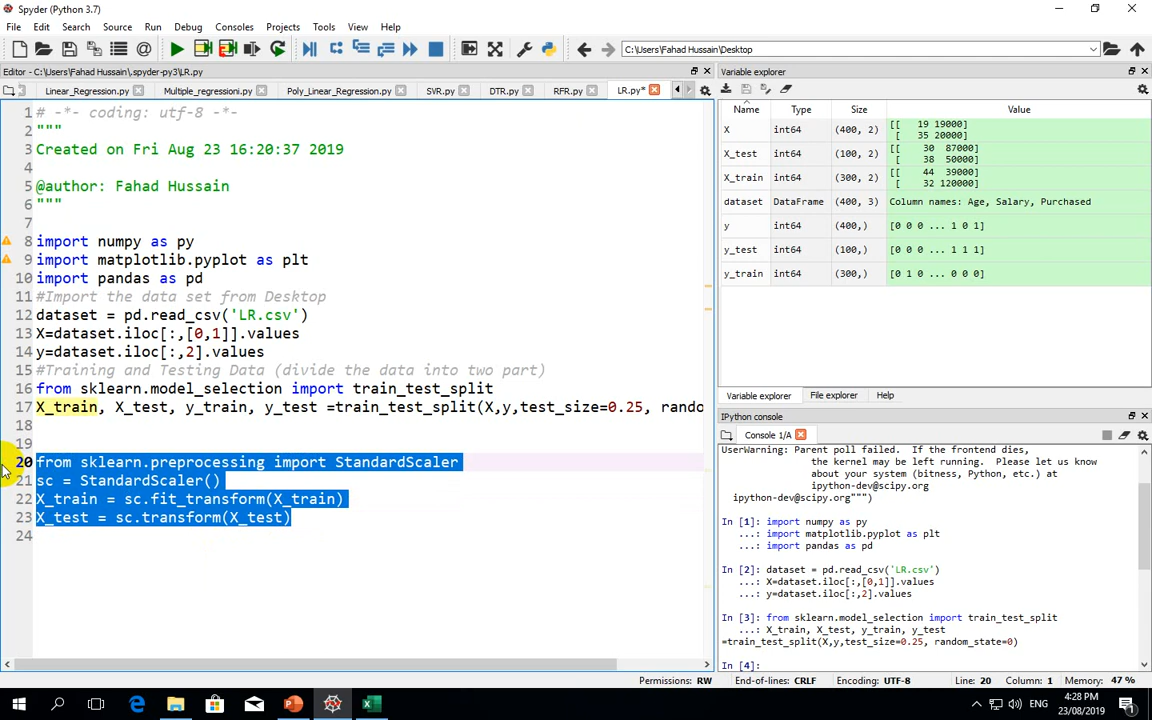 Spyder (Python 3.7)
File Edit Search Source Run Debug Consoles Projects Tools View Help
C:\Users\Fahad Hussain\Desktop
Editor - C:\Users\Fahad Hussain\.spyder-py3\LR.py
Linear_Regression.py Multiple_regressioni.py Poly_Linear_Regression.py SVR.py DTR.py RFR.py LR.py*
1 # -*- coding: utf-8 -*-
2 """
3 Created on Fri Aug 23 16:20:37 2019
4
5 @author: Fahad Hussain
6 """
7
8 import numpy as py
9 import matplotlib.pyplot as plt
10 import pandas as pd
11 #Import the data set from Desktop
12 dataset = pd.read_csv('LR.csv')
13 X=dataset.iloc[:,[0,1]].values
14 y=dataset.iloc[:,2].values
15 #Training and Testing Data (divide the data into two part)
16 from sklearn.model_selection import train_test_split
17 X_train, X_test, y_train, y_test =train_test_split(X,y,test_size=0.25, rando
18
19
20 from sklearn.preprocessing import StandardScaler
21 sc = StandardScaler()
22 X_train = sc.fit_transform(X_train)
23 X_test = sc.transform(X_test)
24
Variable explorer
Name Type Size Value
X int64 (400, 2) [[ 19 19000]
[ 35 20000]
X_test int64 (100, 2) [[ 30 87000]
[ 38 50000]
X_train int64 (300, 2) [[ 44 39000]
[ 32 120000]
dataset DataFrame (400, 3) Column names: Age, Salary, Purchased
y int64 (400,) [0 0 0 ... 1 0 1]
y_test int64 (100,) [0 0 0 ... 1 1 1]
y_train int64 (300,) [0 1 0 ... 0 0 0]
Variable explorer File explorer Help
IPython console
Console 1/A
UserWarning: Parent poll failed. If the frontend dies,
the kernel may be left running. Please let us know
about your system (bitness, Python, etc.) at
ipython-dev@scipy.org
ipython-dev@scipy.org""")
In [1]: import numpy as py
...: import matplotlib.pyplot as plt
...: import pandas as pd
In [2]: dataset = pd.read_csv('LR.csv')
...: X=dataset.iloc[:,[0,1]].values
...: y=dataset.iloc[:,2].values
In [3]: from sklearn.model_selection import train_test_split
...: X_train, X_test, y_train, y_test
=train_test_split(X,y,test_size=0.25, random_state=0)
In [4]:
Permissions: RW End-of-lines: CRLF Encoding: UTF-8 Line: 20 Column: 1 Memory: 47 %
ENG 4:28 PM
23/08/2019 1